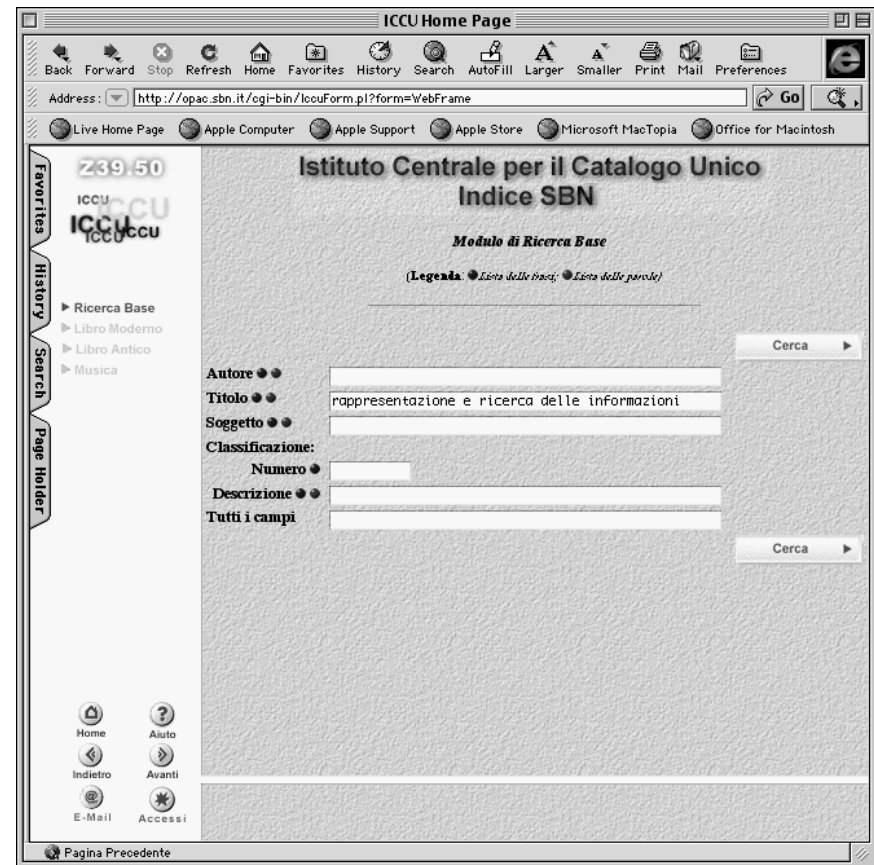 ICCU Home Page
Back Forward Stop Refresh Home Favorites History Search AutoFill Larger Smaller Print Mail Preferences
Address: http://opac.sbn.it/cgi-bin/IccuForm.pl?form=WebFrame Go
Live Home Page Apple Computer Apple Support Apple Store Microsoft MacTopia Office for Macintosh
Favorites
History
Search
Page Holder
Z39.50
ICCU
ICCU
ICCU
ICCU
ICCU
Ricerca Base
Libro Moderno
Libro Antico
Musica
Istituto Centrale per il Catalogo Unico
Indice SBN
Modulo di Ricerca Base
(Legenda: Lista delle frasi; Lista delle parole)
Cerca
Autore
Titolo rappresentazione e ricerca delle informazioni
Soggetto
Classificazione:
Numero
Descrizione
Tutti i campi
Cerca
Home Aiuto
Indietro Avanti
E-Mail Accessi
Pagina Precedente